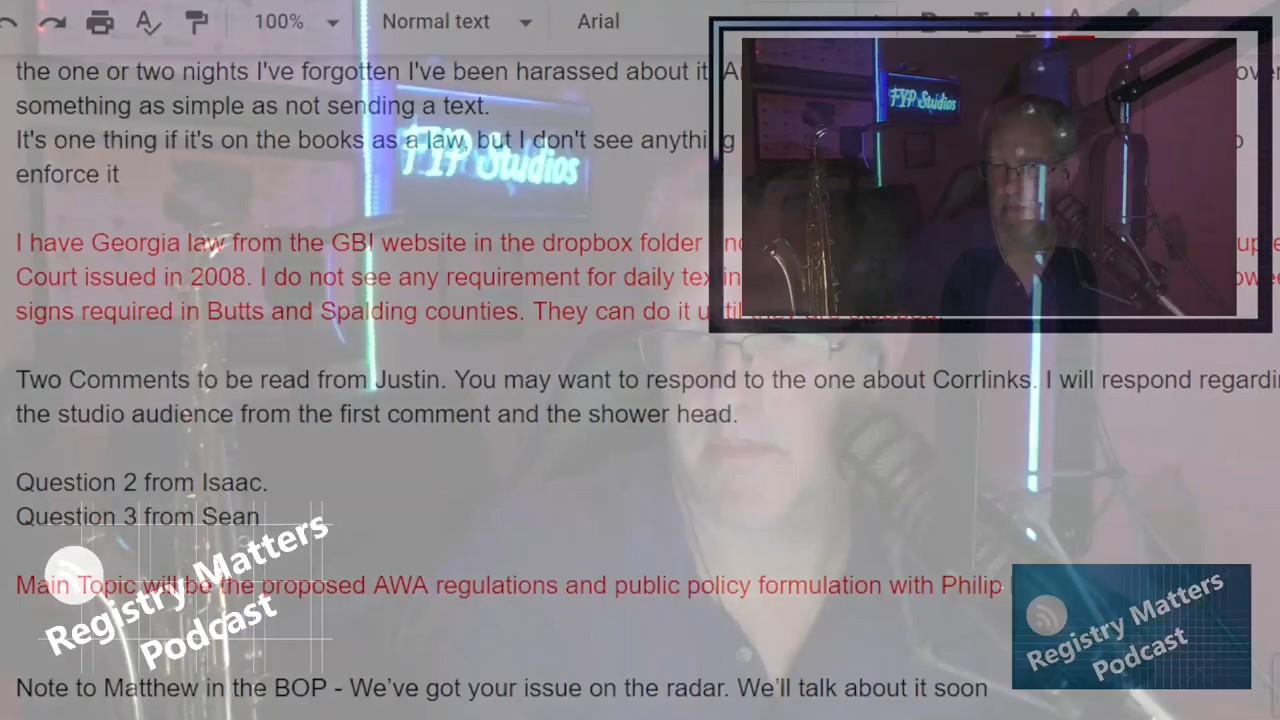 100% Normal text Arial
the one or two nights I've forgotten I've been harassed about it
something as simple as not sending a text.
It's one thing if it's on the books as a law, but I don't see anything
enforce it
I have Georgia law from the GBI website in the dropbox folder
Court issued in 2008. I do not see any requirement for daily texting
signs required in Butts and Spalding counties. They can do it until they are stopped.
Two Comments to be read from Justin. You may want to respond to the one about Corrlinks. I will respond
the studio audience from the first comment and the shower head.
Question 2 from Isaac.
Question 3 from Sean
Main Topic will be the proposed AWA regulations and public policy formulation with Philip
Note to Matthew in the BOP - We've got your issue on the radar. We'll talk about it soon
FYP Studios
FYP Studios
Registry Matters
Podcast
Registry Matters
Podcast